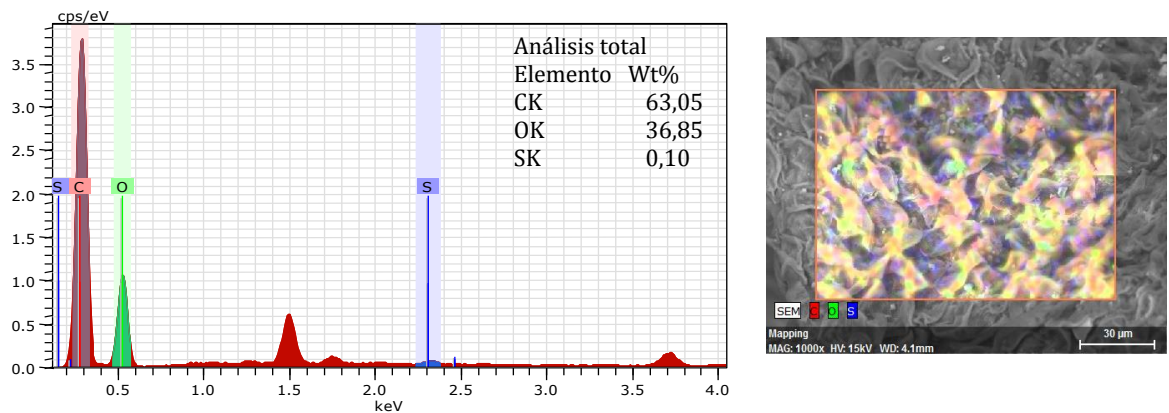 cps/eV
3.5
3.0
2.5
2.0
1.5
1.0
0.5
0.0
S C O S
0.5 1.0 1.5 2.0 2.5 3.0 3.5 4.0
keV
Análisis total
Elemento Wt%
CK 63,05
OK 36,85
SK 0,10
SEM C O S
Mapping
MAG: 1000x HV: 15kV WD: 4.1mm
30 µm